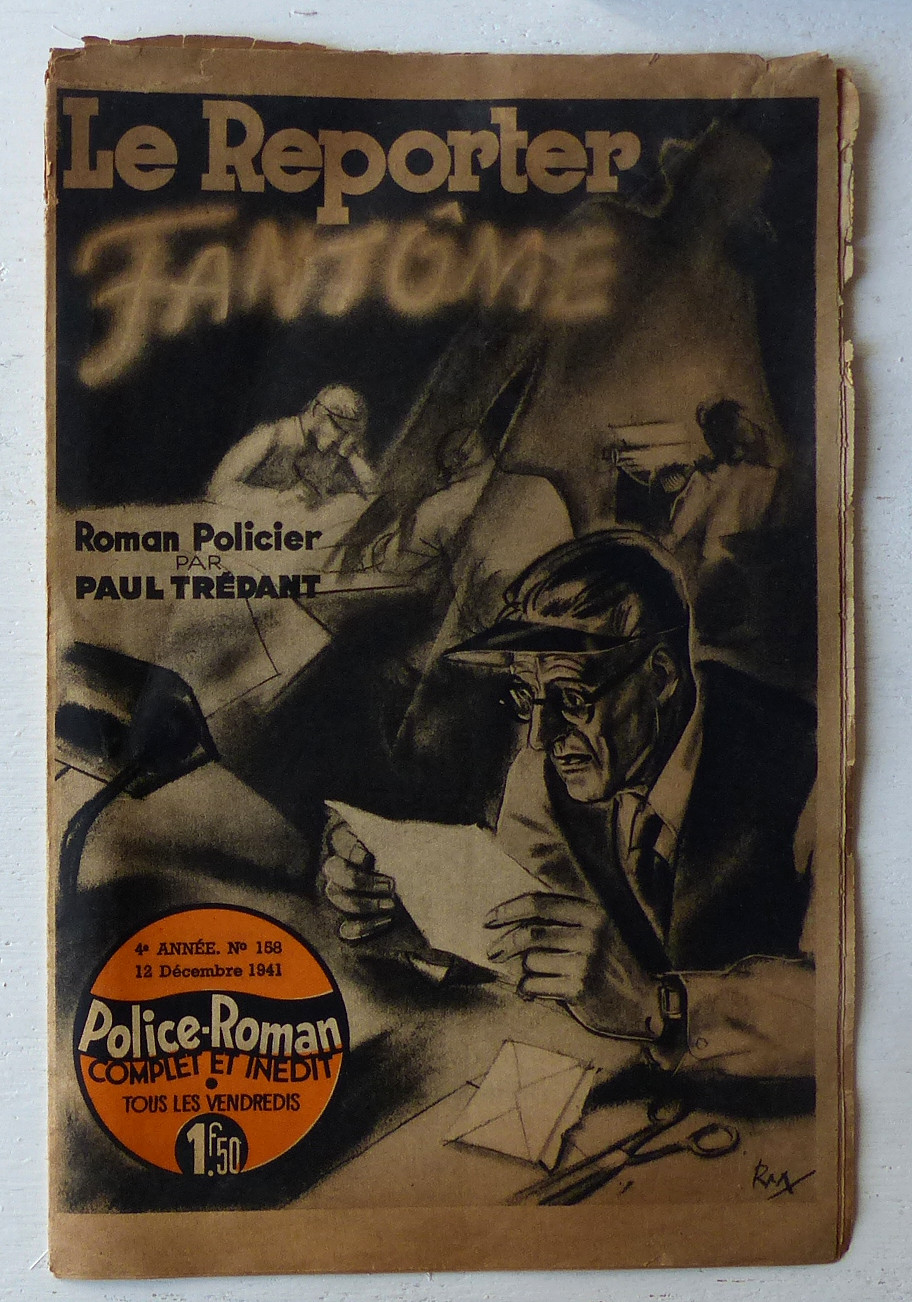 Le Reporter
FANTÔME
Roman Policier
PAR
PAUL TRÉDANT
4e ANNÉE. No 158
12 Décembre 1941
Police-Roman
COMPLET ET INÉDIT
TOUS LES VENDREDIS
1f.50